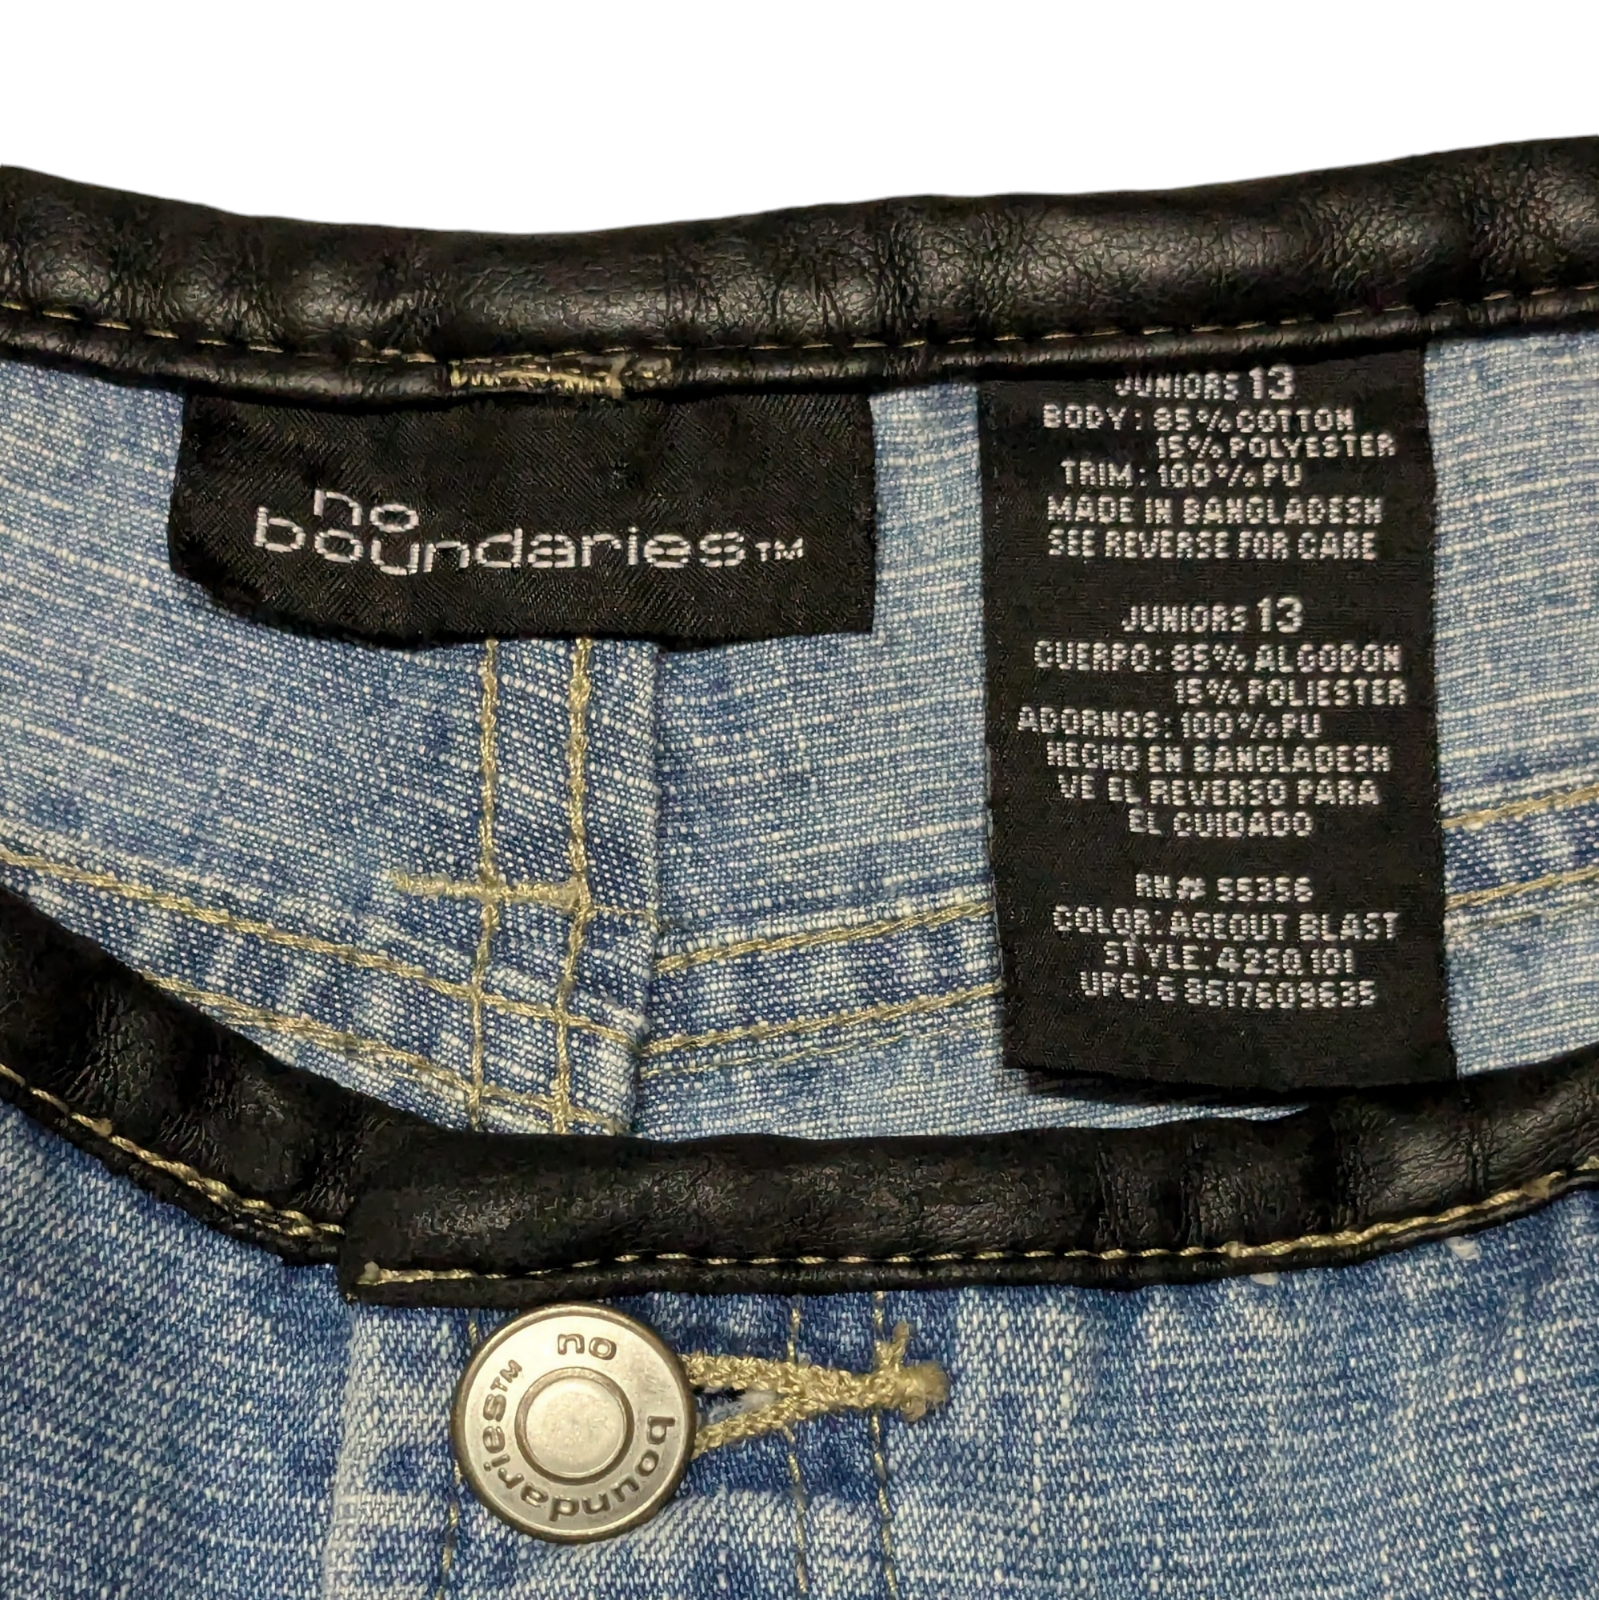 no
boundaries™
JUNIORS 13
BODY: 85% COTTON
15% POLYESTER
TRIM: 100% PU
MADE IN BANGLADESH
SEE REVERSE FOR CARE
JUNIORS 13
CUERPO: 85% ALGODON
15% POLIESTER
ADORNOS: 100% PU
HECHO EN BANGLADESH
VE EL REVERSO PARA
EL CUIDADO
RN# 55356
COLOR: AGEOUT BLAST
STYLE:
UPC:
no
boundaries™